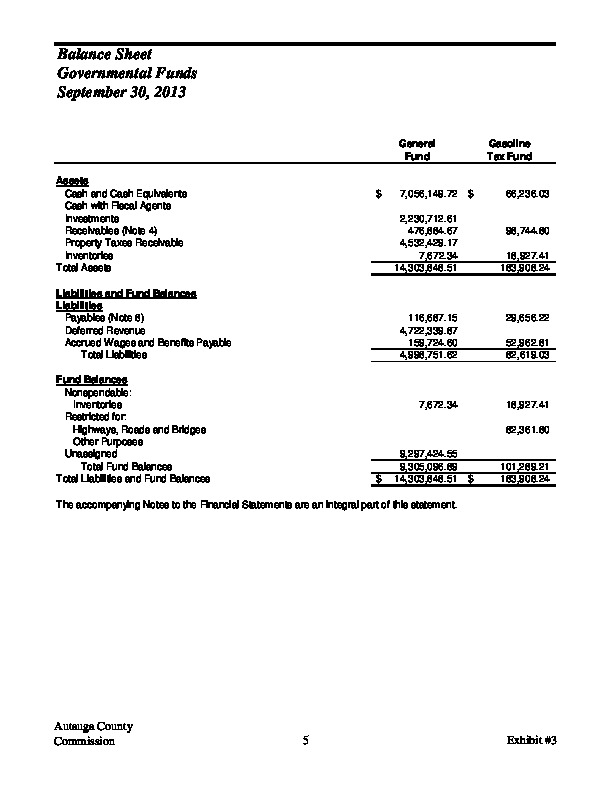 Balance Sheet
Governmental Funds
September 30, 2013
General Gasoline
Fund Tax Fund
Assets
Cash and Cash Equivalents $ 7,056,149.72 $ 66,236.03
Cash with Fiscal Agents
Investments 2,230,712.61
Receivables (Note 4) 476,884.67 98,744.80
Property Taxes Receivable 4,532,429.17
Inventories 7,672.34 18,927.41
Total Assets 14,303,848.51 183,908.24
Liabilities and Fund Balances
Liabilities
Payables (Note 6) 116,687.15 29,656.22
Deferred Revenue 4,722,339.87
Accrued Wages and Benefits Payable 159,724.60 52,962.81
Total Liabilities 4,998,751.62 82,619.03
Fund Balances
Nonspendable:
Inventories 7,672.34 18,927.41
Restricted for:
Highways, Roads and Bridges 82,361.80
Other Purposes
Unassigned 9,297,424.55
Total Fund Balances 9,305,096.89 101,289.21
Total Liabilities and Fund Balances $ 14,303,848.51 $ 183,908.24
The accompanying Notes to the Financial Statements are an integral part of this statement.
Autauga County
Commission 5 Exhibit #3